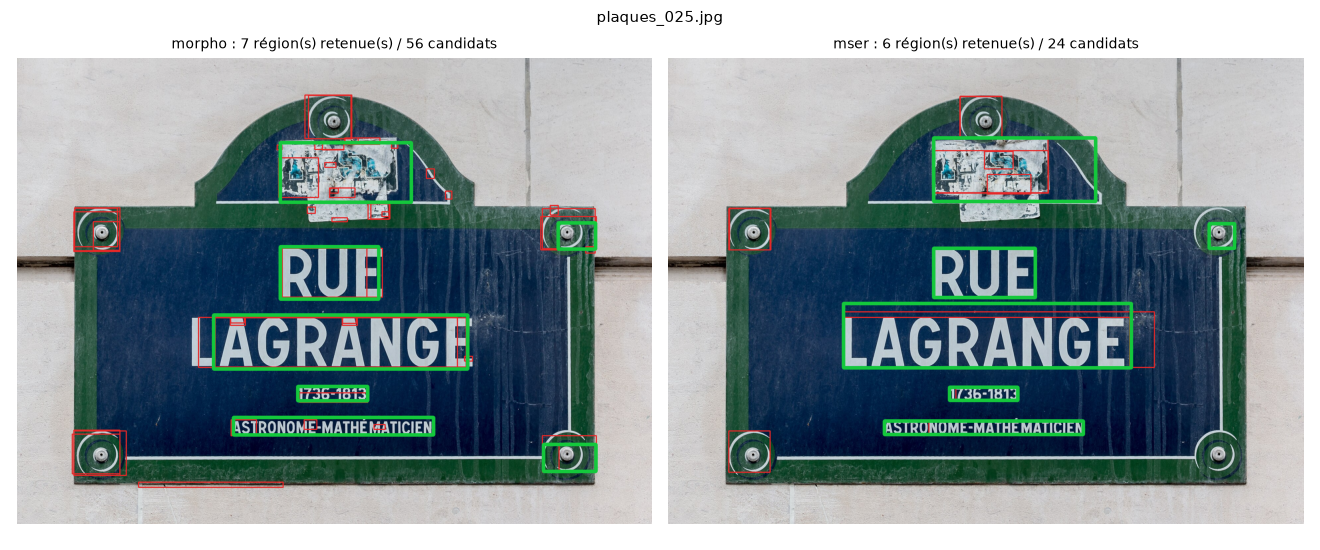 plaques_025.jpg
morpho : 7 région(s) retenue(s) / 56 candidats
mser : 6 région(s) retenue(s) / 24 candidats
RUE
LAGRANGE
1736-1813
ASTRONOME-MATHÉMATICIEN
RUE
LAGRANGE
1736-1813
ASTRONOME-MATHÉMATICIEN